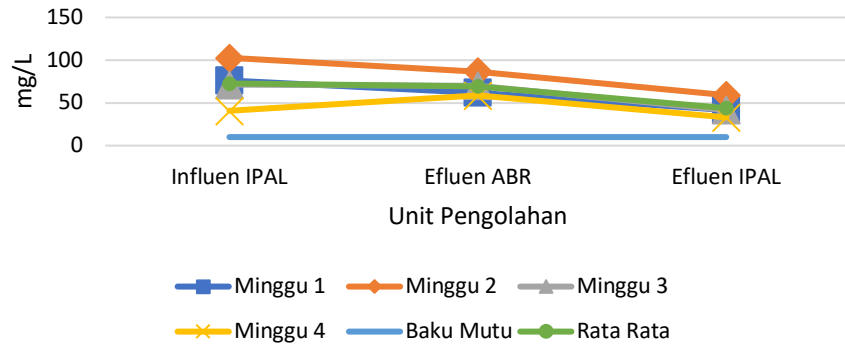 150
100
50
0
mg/L
Influen IPAL Efluen ABR Efluen IPAL
Unit Pengolahan
Minggu 1 Minggu 2 Minggu 3
Minggu 4 Baku Mutu Rata Rata